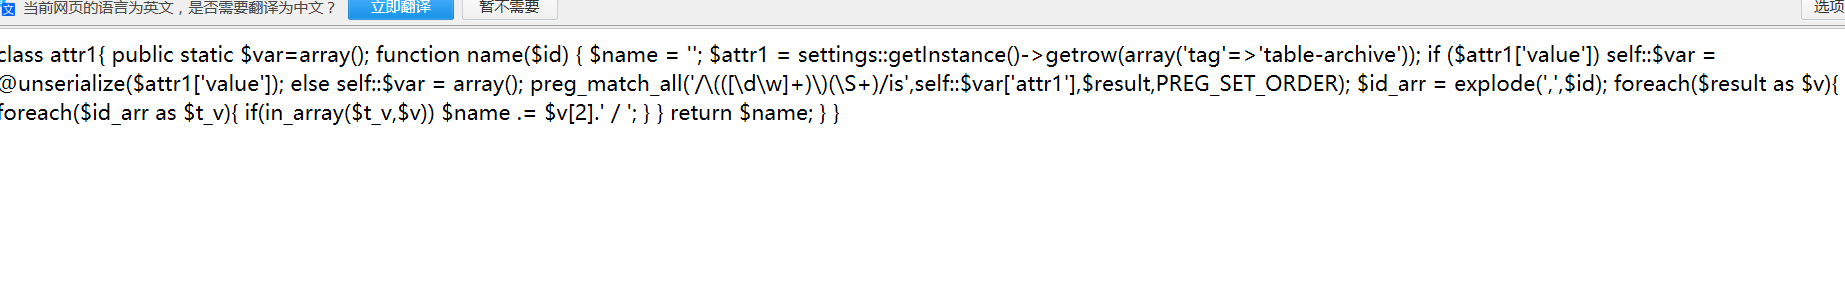 文 当前网页的语言为英文，是否需要翻译为中文？ 立即翻译 暂不需要 选项
class attr1{ public static $var=array(); function name($id) { $name = ''; $attr1 = settings::getInstance()->getrow(array('tag'=>'table-archive')); if ($attr1['value']) self::$var =
@unserialize($attr1['value']); else self::$var = array(); preg_match_all('/\(([\d\w]+)\)(\S+)/is',self::$var['attr1'],$result,PREG_SET_ORDER); $id_arr = explode(',',$id); foreach($result as $v){
foreach($id_arr as $t_v){ if(in_array($t_v,$v)) $name .= $v[2].' / '; } } return $name; } }